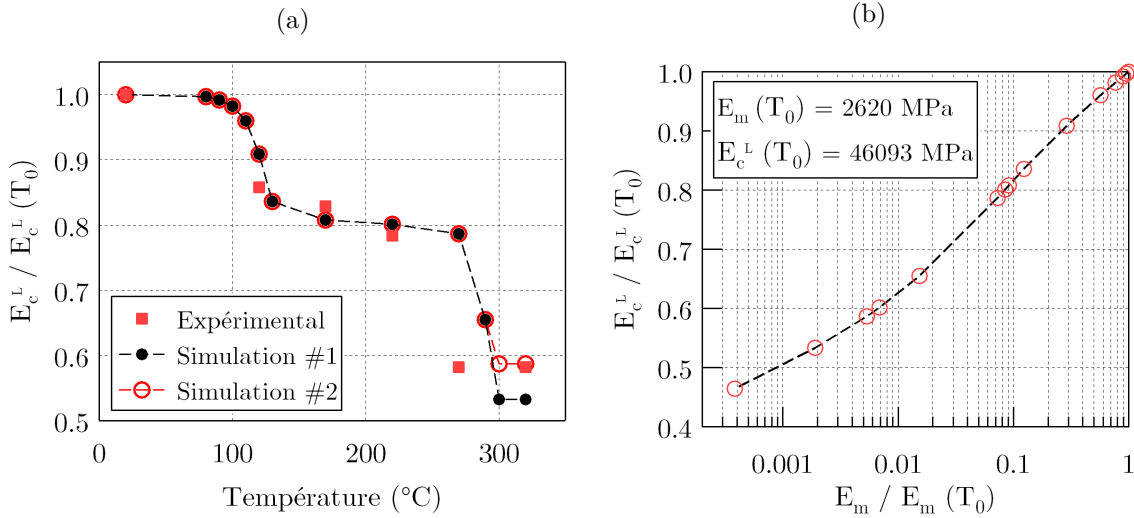 (a)
E_c^L / E_c^L (T_0)
1.0
0.9
0.8
0.7
0.6
0.5
Expérimental
Simulation #1
Simulation #2
0
100
200
300
Température (°C)
(b)
E_c^L / E_c^L (T_0)
1.0
0.9
0.8
0.7
0.6
0.5
0.4
E_m (T_0) = 2620 MPa
E_c^L (T_0) = 46093 MPa
0.001
0.01
0.1
1
E_m / E_m (T_0)